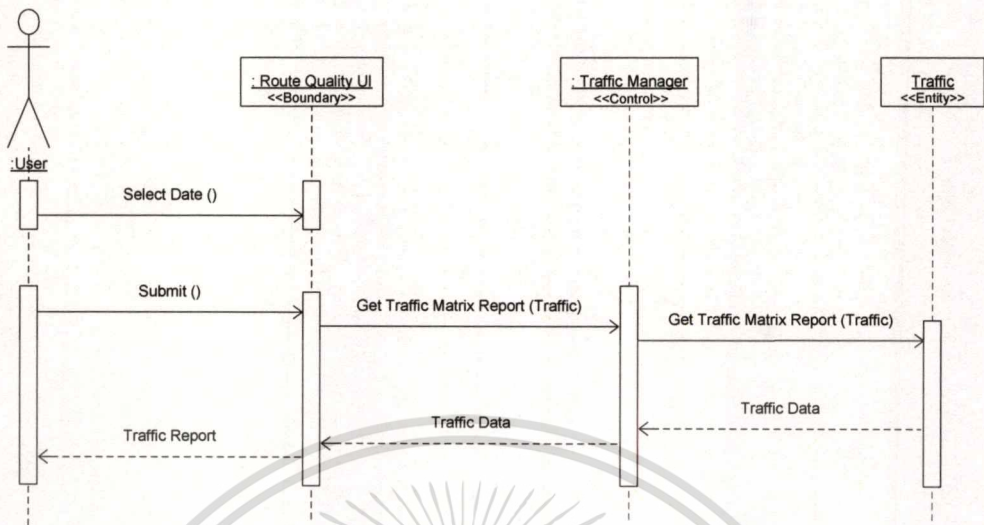 : Route Quality UI
<<Boundary>>
: Traffic Manager
<<Control>>
Traffic
<<Entity>>
:User
Select Date ()
Submit ()
Get Traffic Matrix Report (Traffic)
Get Traffic Matrix Report (Traffic)
Traffic Data
Traffic Data
Traffic Report